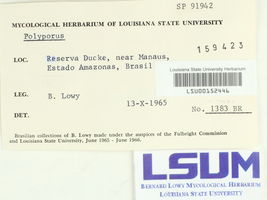 SP 91942
MYCOLOGICAL HERBARIUM OF LOUISIANA STATE UNIVERSITY
Polyporus
159423
LOC. Reserva Ducke, near Manaus,
Estado Amazonas, Brasil
Louisiana State University Herbarium
LSU00152446
LEG. B. Lowy
13-X-1965
DET.
No. 1383 BR
Brasilian collections of B. Lowy made under the auspices of the Fulbright Commission
and Louisiana State University, June 1965 - June 1966.
LSUM
BERNARD LOWY MYCOLOGICAL HERBARIUM
LOUISIANA STATE UNIVERSITY